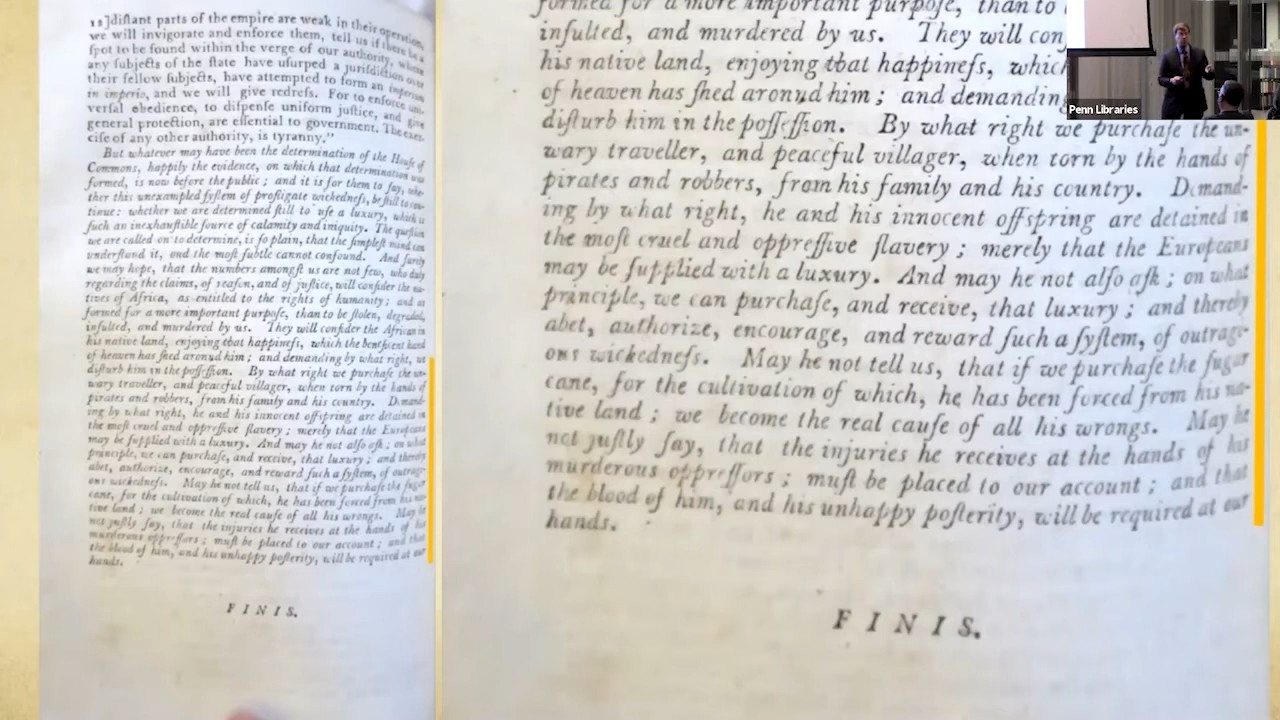 12]diſtant parts of the empire are weak in their operation,
we will invigorate and enforce them, tell us if there be a
ſpot to be found within the verge of our authority, where
any ſubjects of the ſtate have uſurped a juriſdiction over
their fellow ſubjects, have attempted to form an imperium
in imperio, and we will give redreſs. For to enforce uni-
verſal obedience, to diſpenſe uniform juſtice, and give
general protection, are eſſential to government. The exer-
ciſe of any other authority, is tyranny."
But whatever may have been the determination of the Houſe of
Commons, happily the evidence, on which that determination was
formed, is now before the public; and it is for them to ſay, whe-
ther this unexampled ſyſtem of profligate wickedneſs, be ſtill to con-
tinue: whether we are determined ſtill to uſe a luxury, which is
ſuch an inexhauſtible ſource of calamity and iniquity. The queſtion
we are called on to determine, is ſo plain, that the ſimpleſt mind can
underſtand it, and the moſt ſubtle cannot confound. And ſurely
we may hope, that the numbers amongſt us are not few, who duly
regarding the claims, of reaſon, and of juſtice, will conſider the na-
tives of Africa, as entitled to the rights of humanity; and as
formed for a more important purpoſe, than to be ſtolen, degraded,
inſulted, and murdered by us. They will conſider the African in
his native land, enjoying that happineſs, which the beneficent hand
of heaven has ſhed aronud him; and demanding by what right, we
diſturb him in the poſſeſſion. By what right we purchaſe the un-
wary traveller, and peaceful villager, when torn by the hands of
pirates and robbers, from his family and his country. Demand-
ing by what right, he and his innocent offspring are detained in
the moſt cruel and oppreſſive ſlavery; merely that the Europeans
may be ſupplied with a luxury. And may he not alſo aſk; on what
principle, we can purchaſe, and receive, that luxury; and thereby
abet, authorize, encourage, and reward ſuch a ſyſtem, of outrage-
ous wickedneſs. May he not tell us, that if we purchaſe the ſugar
cane, for the cultivation of which, he has been forced from his na-
tive land; we become the real cauſe of all his wrongs. May he
not juſtly ſay, that the injuries he receives at the hands of his
murderous oppreſſors; muſt be placed to our account; and that
the blood of him, and his unhappy poſterity, will be required at our
hands.
FINIS.
formed for a more important purpoſe, than to
inſulted, and murdered by us. They will con
his native land, enjoying that happineſs, which
of heaven has ſhed aronud him; and demanding
diſturb him in the poſſeſſion. By what right we purchaſe the un-
wary traveller, and peaceful villager, when torn by the hands of
pirates and robbers, from his family and his country. Demand-
ing by what right, he and his innocent offspring are detained in
the moſt cruel and oppreſſive ſlavery; merely that the Europeans
may be ſupplied with a luxury. And may he not alſo aſk; on what
principle, we can purchaſe, and receive, that luxury; and thereby
abet, authorize, encourage, and reward ſuch a ſyſtem, of outrage-
ous wickedneſs. May he not tell us, that if we purchaſe the ſugar
cane, for the cultivation of which, he has been forced from his na-
tive land; we become the real cauſe of all his wrongs. May he
not juſtly ſay, that the injuries he receives at the hands of his
murderous oppreſſors; muſt be placed to our account; and that
the blood of him, and his unhappy poſterity, will be required at our
hands.
FINIS.
Penn Libraries